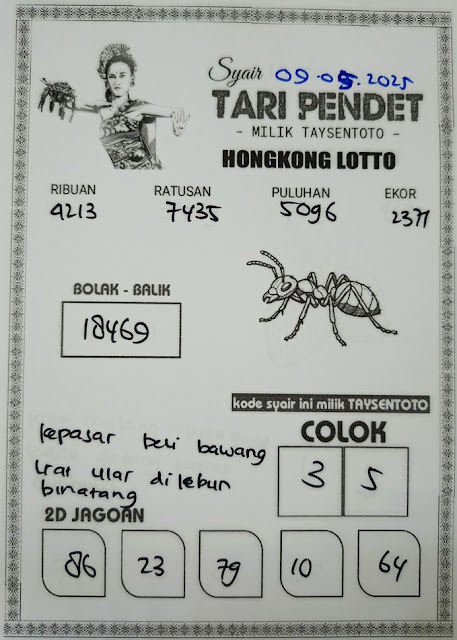 Syair 09-05-2025
TARI PENDET
- MILIK TAYSENTOTO -
HONGKONG LOTTO
RIBUAN RATUSAN PULUHAN EKOR
4213 7435 5096 2371
BOLAK - BALIK
18469
kode syair ini milik TAYSENTOTO
COLOK
3 5
kepasar beli bawang
liat ular di kebun
binatang
2D JAGOAN
86 23 79 10 64